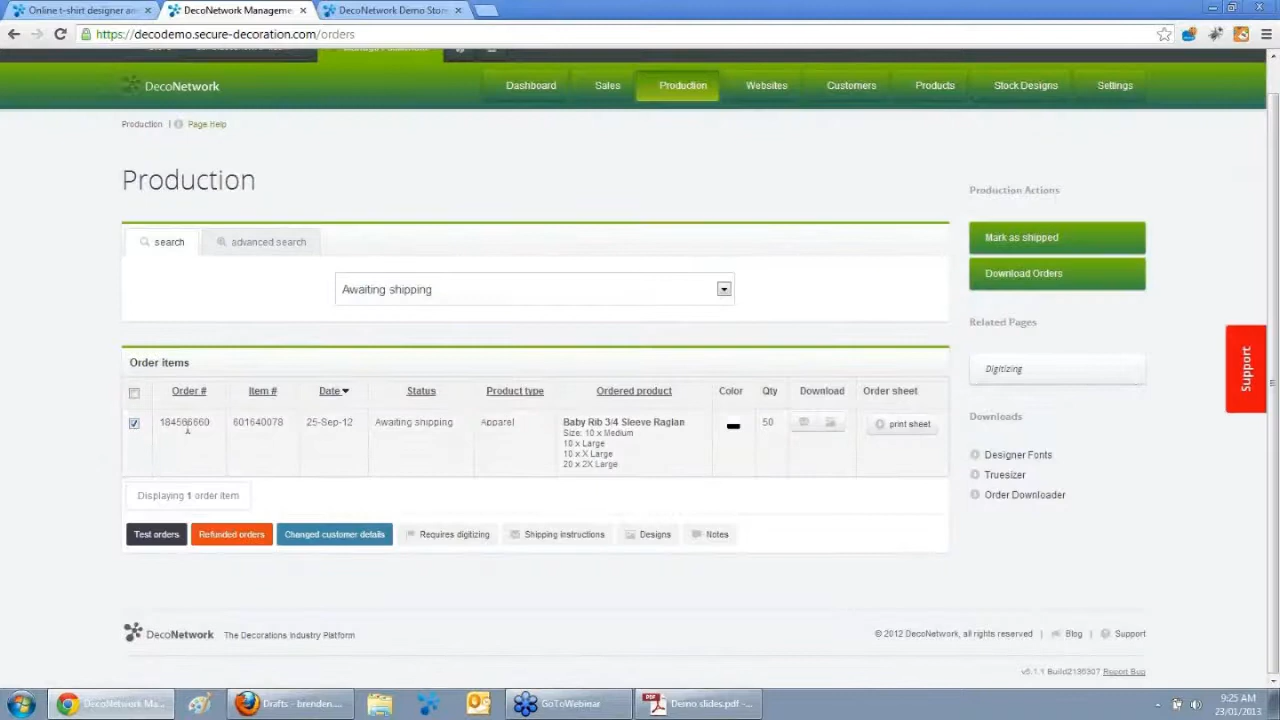 Online t-shirt designer an
DecoNetwork Manageme
DecoNetwork Demo Store
https://decodemo.secure-decoration.com/orders
DecoNetwork
Dashboard
Sales
Production
Websites
Customers
Products
Stock Designs
Settings
Production | Page Help
Production
Production Actions
search
advanced search
Mark as shipped
Awaiting shipping
Download Orders
Related Pages
Order items
Digitizing
Support
Order #
Item #
Date
Status
Product type
Ordered product
Color
Qty
Download
Order sheet
184566660
601640078
25-Sep-12
Awaiting shipping
Apparel
Baby Rib 3/4 Sleeve Raglan
Size: 10 x Medium
10 x Large
10 x X Large
20 x 2X Large
50
print sheet
Downloads
Designer Fonts
Truesizer
Order Downloader
Displaying 1 order item
Test orders
Refunded orders
Changed customer details
Requires digitizing
Shipping instructions
Designs
Notes
DecoNetwork The Decorations Industry Platform
© 2012 DecoNetwork, all rights reserved | Blog | Support
Report Bug
DecoNetwork Ma...
Drafts - brenden....
GoToWebinar
Demo slides.pdf -...
9:25 AM
23/01/2013